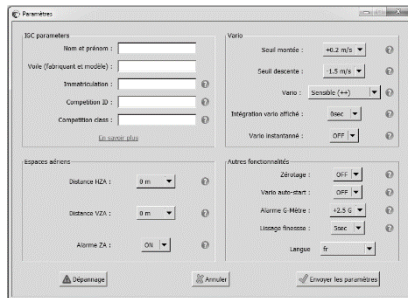 Paramètres
IGC parameters
Nom et prénom :
Voile (fabriquant et modèle) :
Immatriculation :
Competition ID :
Competition class :
En savoir plus
Vario
Seuil montée : +0.2 m/s
Seuil descente : -1.5 m/s
Vario : Sensible (++)
Intégration vario affiché : 8sec
Vario instantanné : OFF
Espaces aériens
Distance HZA : 0 m
Distance VZA : 0 m
Alarme ZA : ON
Autres fonctionnalités
Zérotage : OFF
Vario auto-start : OFF
Alarme G-Mètre : +2.5 G
Lissage finesse : 5sec
Langue fr
Dépannage
Annuler
Envoyer les paramètres